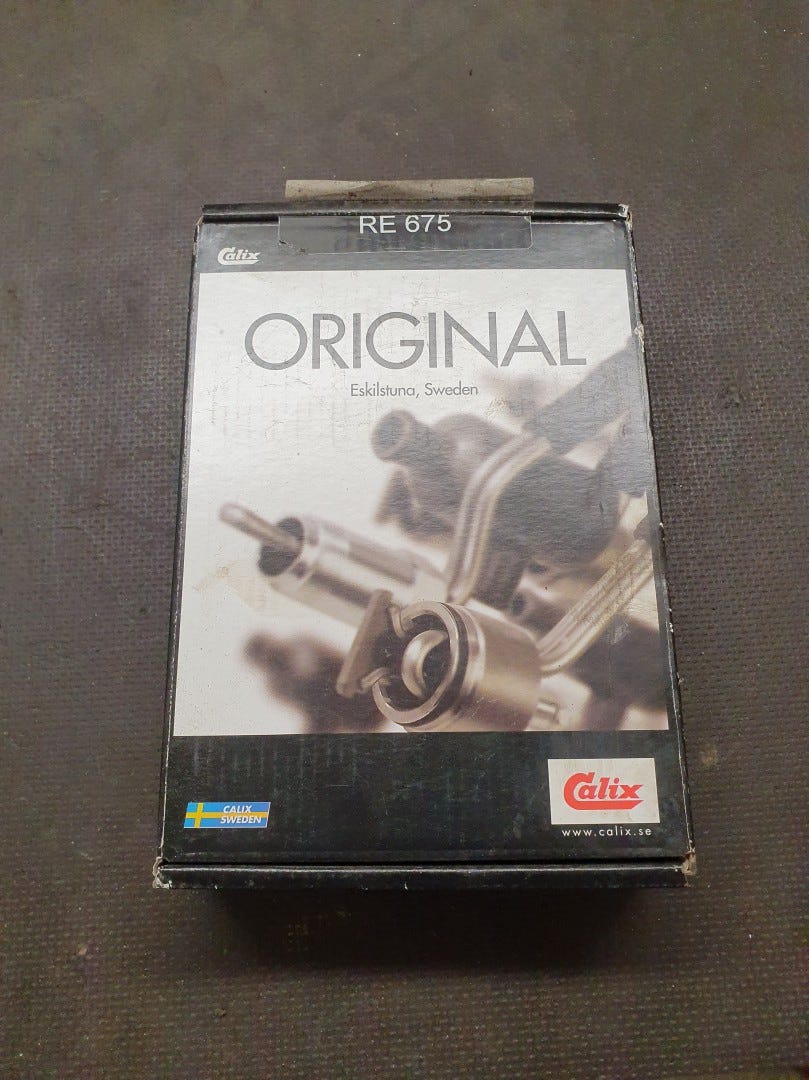 RE 675
Calix
ORIGINAL
Eskilstuna, Sweden
CALIX
SWEDEN
Calix
www.calix.se